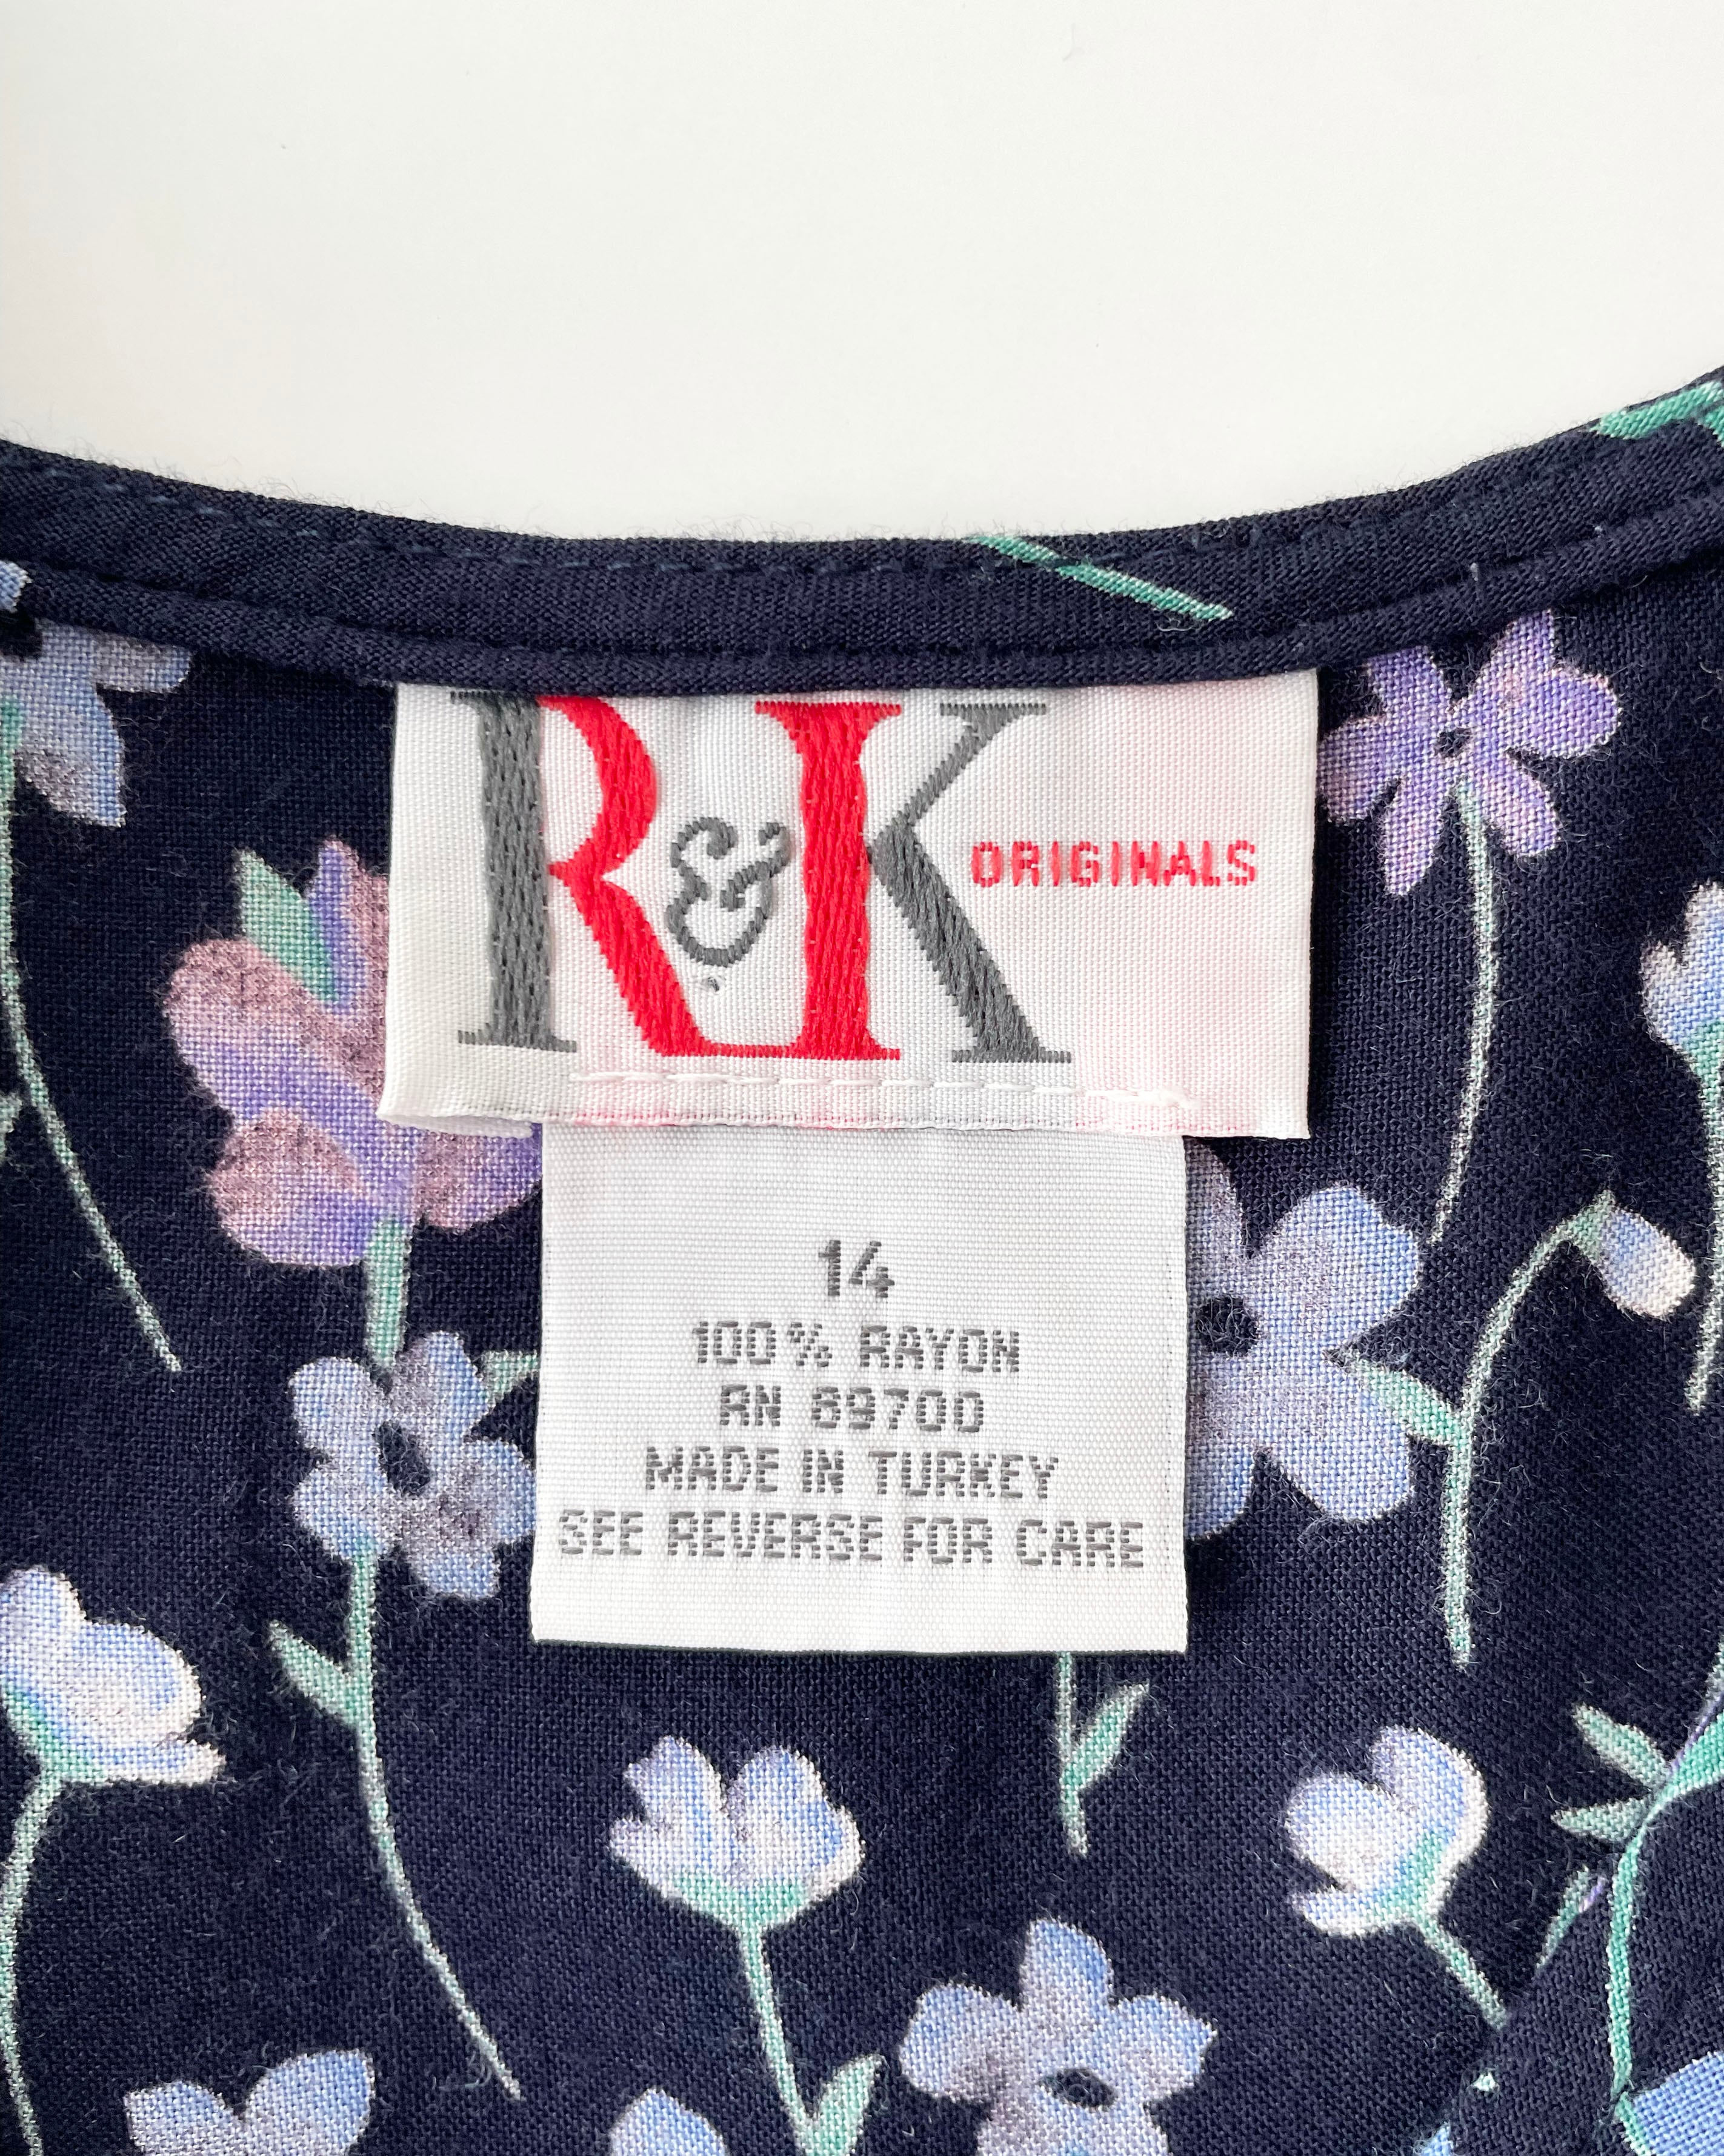 R&K ORIGINALS
14
100% RAYON
RN 69700
MADE IN TURKEY
SEE REVERSE FOR CARE